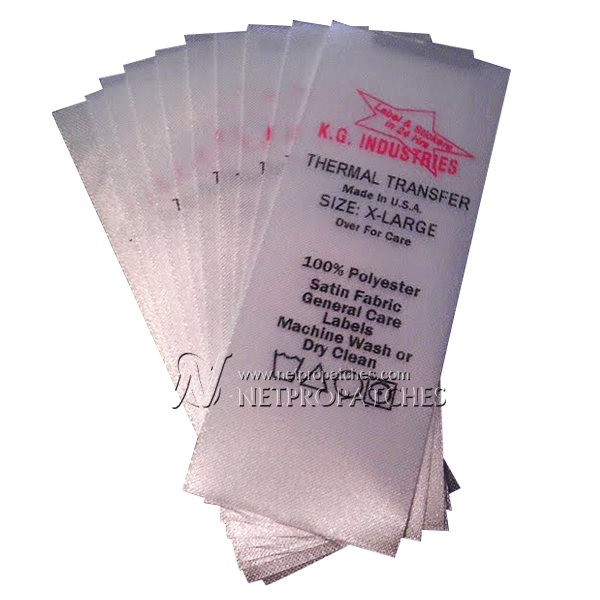 Label & Stickers
in 24 Hrs
K.G. INDUSTRIES
THERMAL TRANSFER
Made In U.S.A.
SIZE: X-LARGE
Over For Care
100% Polyester
Satin Fabric
General Care
Labels
Machine Wash or
Dry Clean
www.netpropatches.com
N NETPROPATCHES